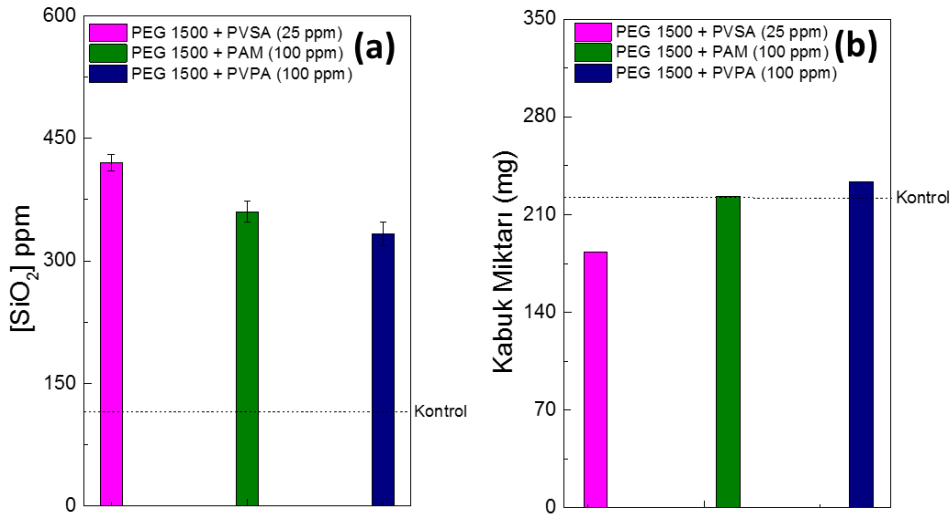 600
450
300
150
0
[SiO2] ppm
PEG 1500 + PVSA (25 ppm)
PEG 1500 + PAM (100 ppm)
PEG 1500 + PVPA (100 ppm)
(a)
Kontrol
350
280
210
140
70
0
Kabuk Miktarı (mg)
PEG 1500 + PVSA (25 ppm)
PEG 1500 + PAM (100 ppm)
PEG 1500 + PVPA (100 ppm)
(b)
Kontrol